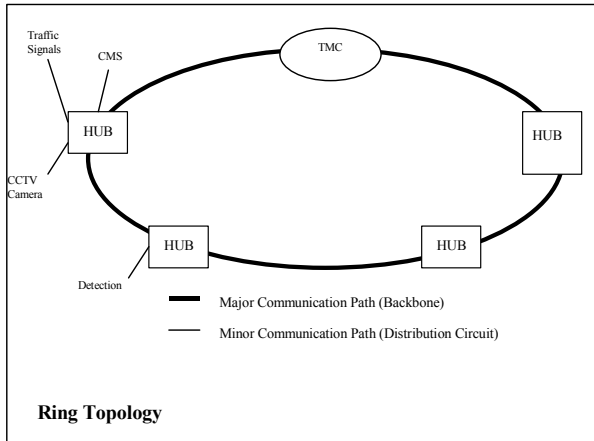 Traffic
Signals
CMS
TMC
HUB
HUB
CCTV
Camera
HUB
HUB
Detection
Major Communication Path (Backbone)
Minor Communication Path (Distribution Circuit)
Ring Topology